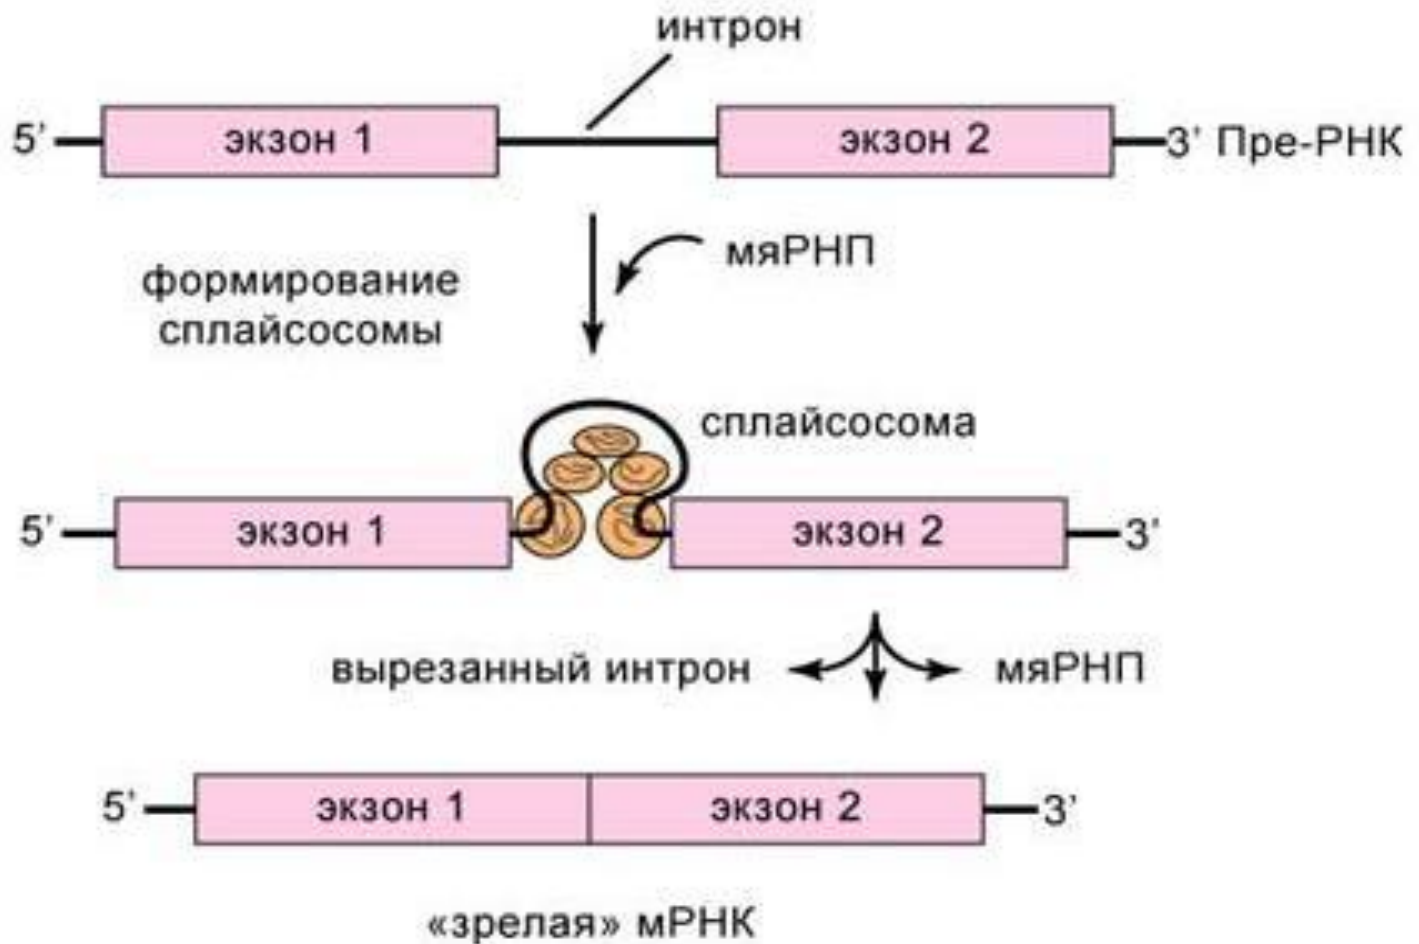 интрон
5' экзон 1 экзон 2 3' Пре-РНК
мяРНП
формирование
сплайсосомы
сплайсосома
5' экзон 1 экзон 2 3'
вырезанный интрон мяРНП
5' экзон 1 экзон 2 3'
«зрелая» мРНК